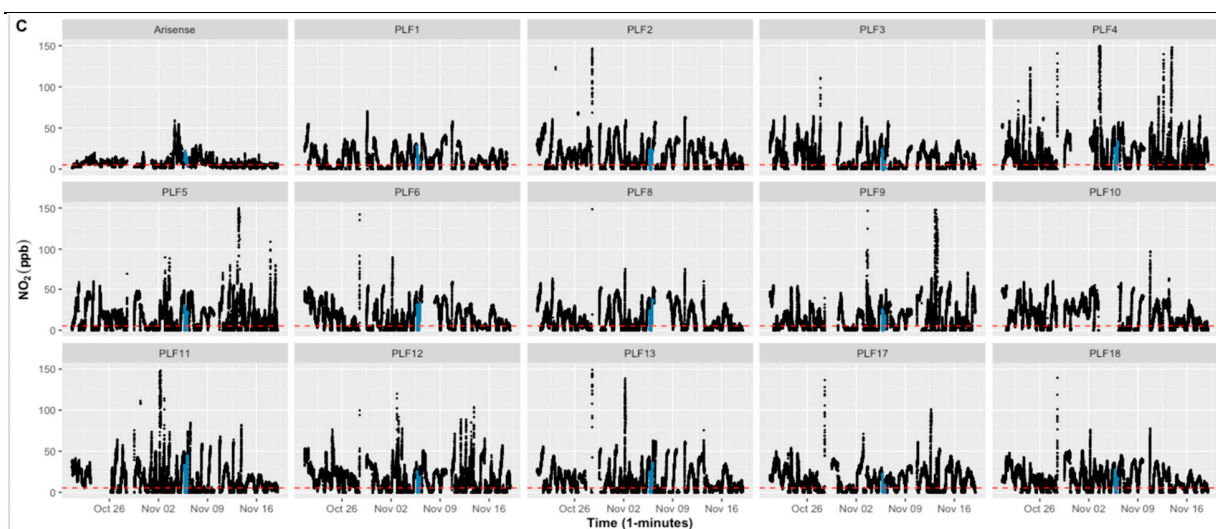 C
Arisense PLF1 PLF2 PLF3 PLF4
150
100
50
0
PLF5 PLF6 PLF8 PLF9 PLF10
NO₂ (ppb)
150
100
50
0
PLF11 PLF12 PLF13 PLF17 PLF18
150
100
50
0
Oct 26 Nov 02 Nov 09 Nov 16 Oct 26 Nov 02 Nov 09 Nov 16 Oct 26 Nov 02 Nov 09 Nov 16 Oct 26 Nov 02 Nov 09 Nov 16 Oct 26 Nov 02 Nov 09 Nov 16
Time (1-minutes)